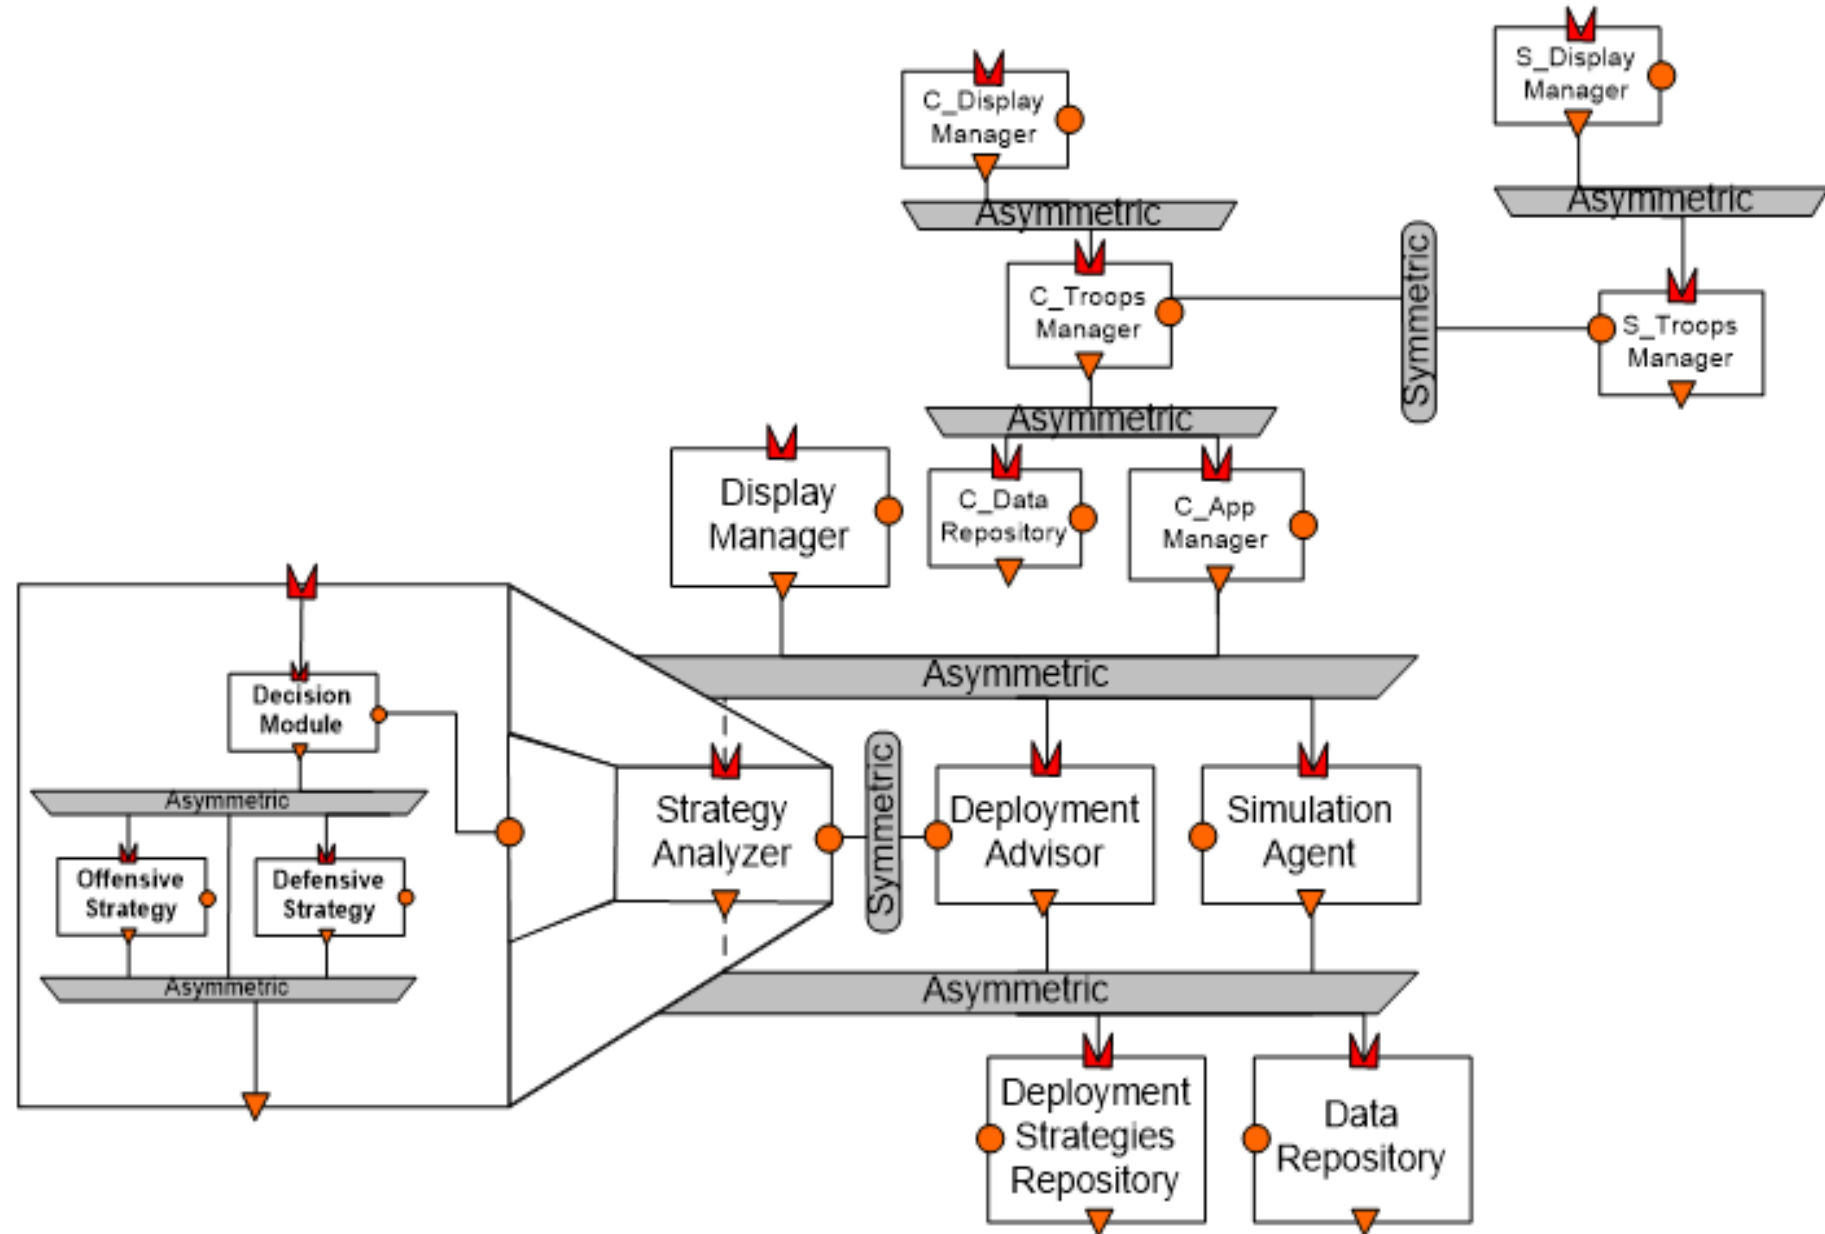 S_Display
Manager
C_Display
Manager
Asymmetric
Asymmetric
C_Troops
Manager
Symmetric
S_Troops
Manager
Asymmetric
Display
Manager
C_Data
Repository
C_App
Manager
Asymmetric
Decision
Module
Asymmetric
Offensive
Strategy
Defensive
Strategy
Asymmetric
Strategy
Analyzer
Symmetric
Deployment
Advisor
Simulation
Agent
Asymmetric
Deployment
Strategies
Repository
Data
Repository